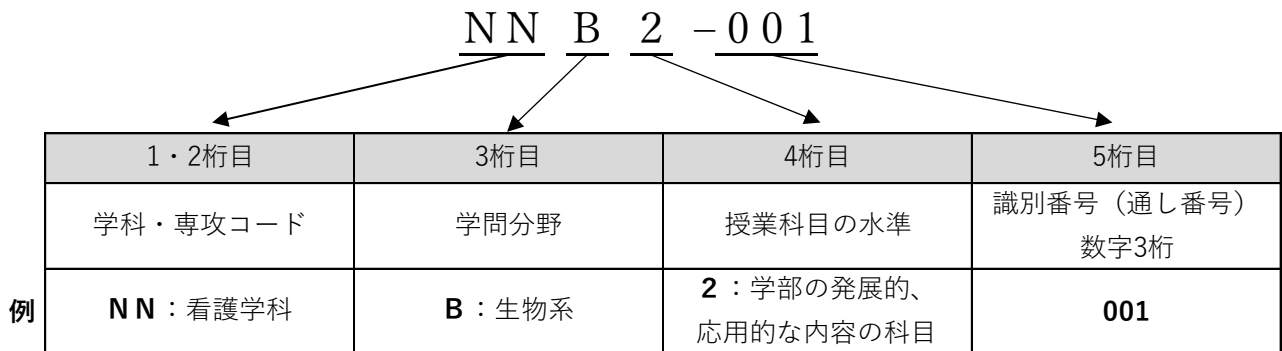 NN B 2 –001
1・2桁目 3桁目 4桁目 5桁目
学科・専攻コード 学問分野 授業科目の水準 識別番号（通し番号）
数字3桁
例 NN：看護学科 B：生物系 2：学部の発展的、
応用的な内容の科目 001